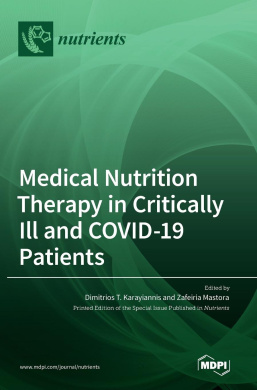 nutrients
Medical Nutrition
Therapy in Critically
Ill and COVID-19
Patients
Edited by
Dimitrios T. Karayiannis and Zafeiria Mastora
Printed Edition of the Special Issue Published in Nutrients
www.mdpi.com/journal/nutrients
MDPI